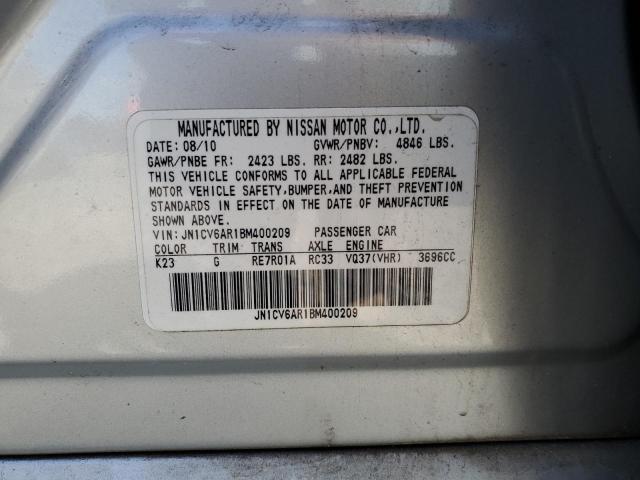 MANUFACTURED BY NISSAN MOTOR CO.,LTD.
DATE: 08/10 GVWR/PNBV: 4846 LBS.
GAWR/PNBE FR: 2423 LBS. RR: 2482 LBS.
THIS VEHICLE CONFORMS TO ALL APPLICABLE FEDERAL
MOTOR VEHICLE SAFETY,BUMPER,AND THEFT PREVENTION
STANDARDS IN EFFECT ON THE DATE OF MANUFACTURE
SHOWN ABOVE.
VIN: JN1CV6AR1BM400209 PASSENGER CAR
COLOR TRIM TRANS AXLE ENGINE
K23 G RE7R01A RC33 VQ37(VHR) 3696CC
JN1CV6AR1BM400209